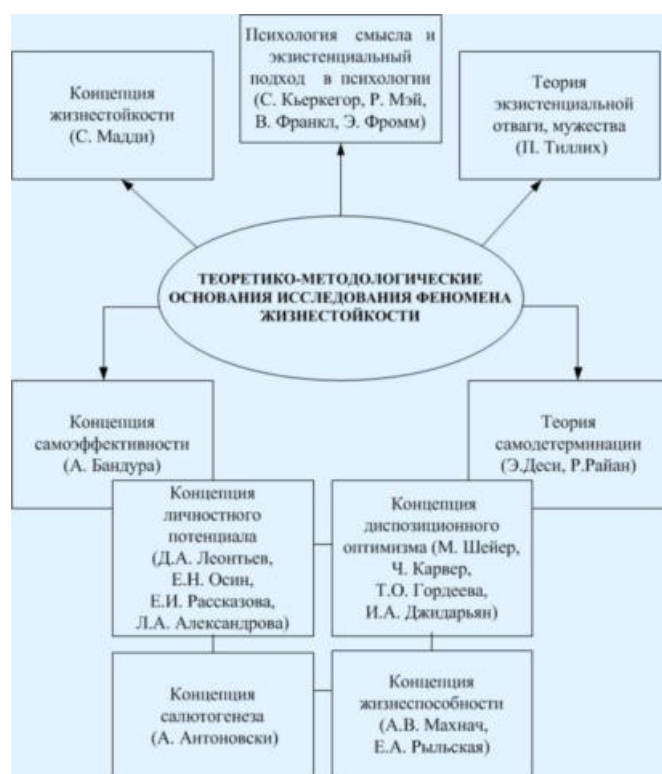 Психология смысла и
экзистенциальный
подход в психологии
(С. Кьеркегор, Р. Мэй,
В. Франкл, Э. Фромм)
Концепция
жизнестойкости
(С. Мадди)
Теория
экзистенциальной
отваги, мужества
(П. Тиллих)
ТЕОРЕТИКО-МЕТОДОЛОГИЧЕСКИЕ
ОСНОВАНИЯ ИССЛЕДОВАНИЯ ФЕНОМЕНА
ЖИЗНЕСТОЙКОСТИ
Концепция
самоэффективности
(А. Бандура)
Теория
самодетерминации
(Э.Деси, Р.Райан)
Концепция
личностного
потенциала
(Д.А. Леонтьев,
Е.Н. Осин,
Е.И. Рассказова,
Л.А. Александрова)
Концепция
диспозиционного
оптимизма (М. Шейер,
Ч. Карвер,
Т.О. Гордеева,
И.А. Джидарьян)
Концепция
салютогенеза
(А. Антоновски)
Концепция
жизнеспособности
(А.В. Махнач,
Е.А. Рыльская)